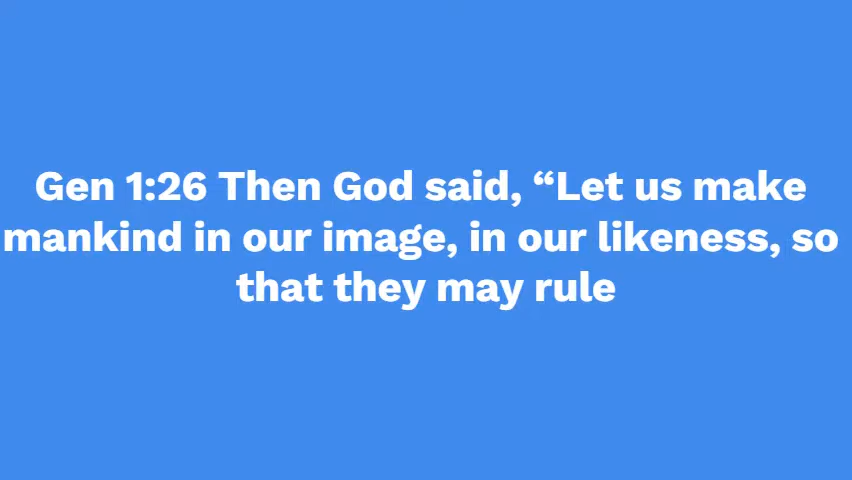 Gen 1:26 Then God said, “Let us make
mankind in our image, in our likeness, so
that they may rule